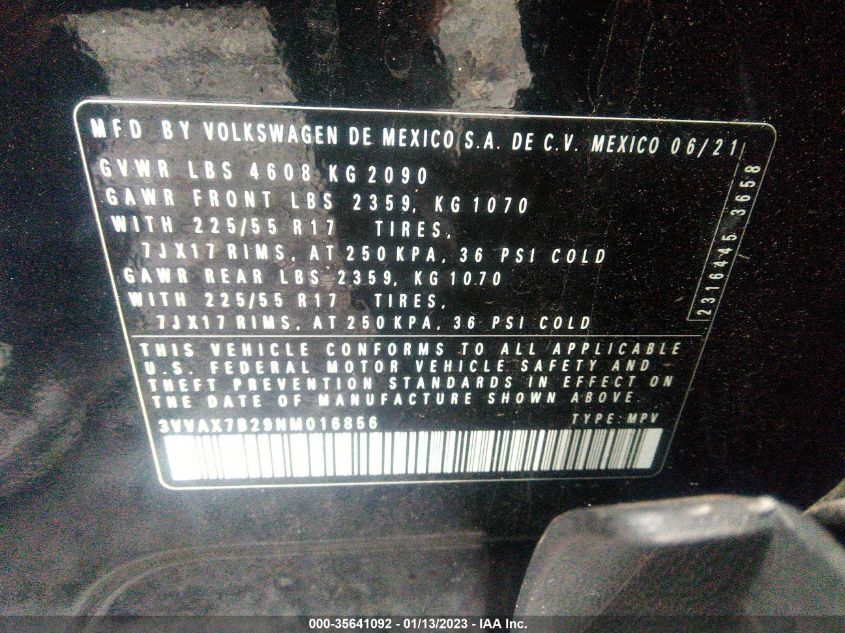 MFD BY VOLKSWAGEN DE MEXICO S.A. DE C.V. MEXICO 06/21
GVWR LBS 4608 KG 2090
GAWR FRONT LBS 2359, KG 1070
WITH 225/55 R17 TIRES,
7JX17 RIMS, AT 250 KPA, 36 PSI COLD
GAWR REAR LBS 2359, KG 1070
WITH 225/55 R17 TIRES,
7JX17 RIMS, AT 250 KPA, 36 PSI COLD
2316445 3658
THIS VEHICLE CONFORMS TO ALL APPLICABLE
U.S. FEDERAL MOTOR VEHICLE SAFETY AND
THEFT PREVENTION STANDARDS IN EFFECT ON
THE DATE OF MANUFACTURE SHOWN ABOVE.
3VVAX7B29NM016856 TYPE: MPV
000-35641092 - 01/13/2023 - IAA Inc.